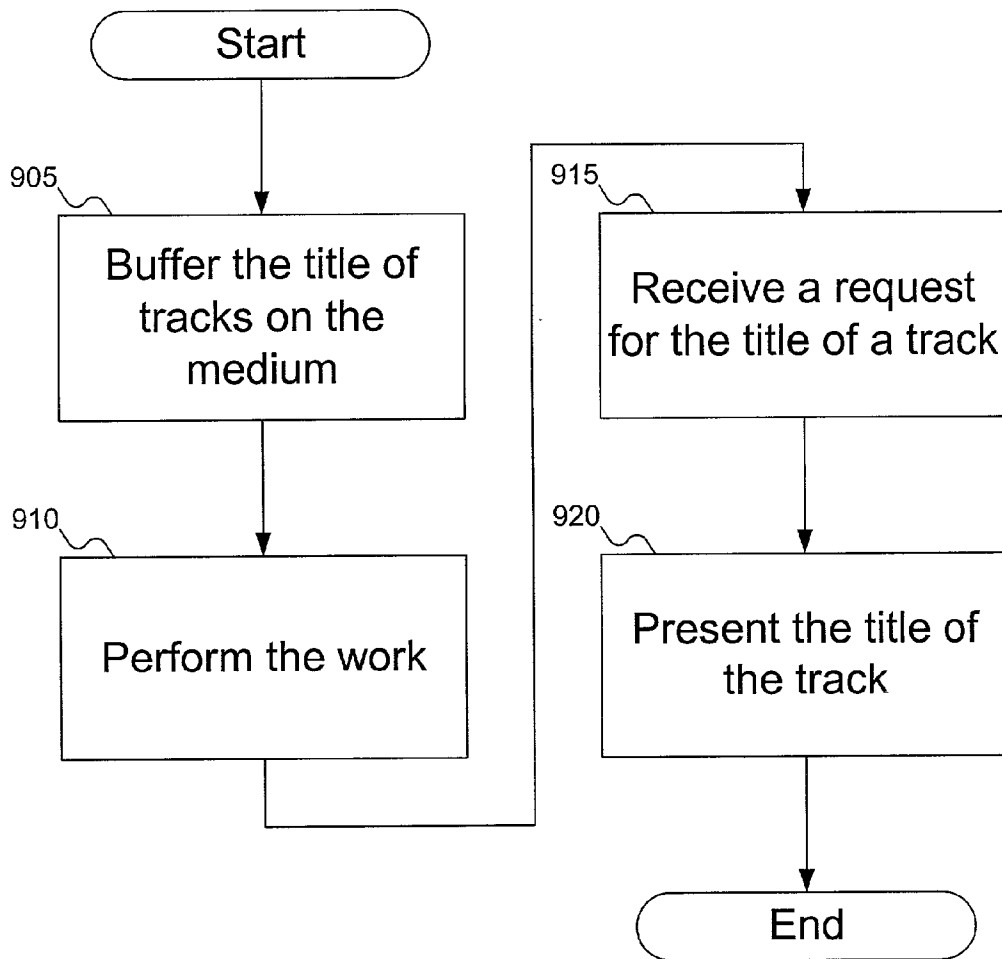 Start
905
Buffer the title of
tracks on the
medium
910
Perform the work
915
Receive a request
for the title of a track
920
Present the title of
the track
End